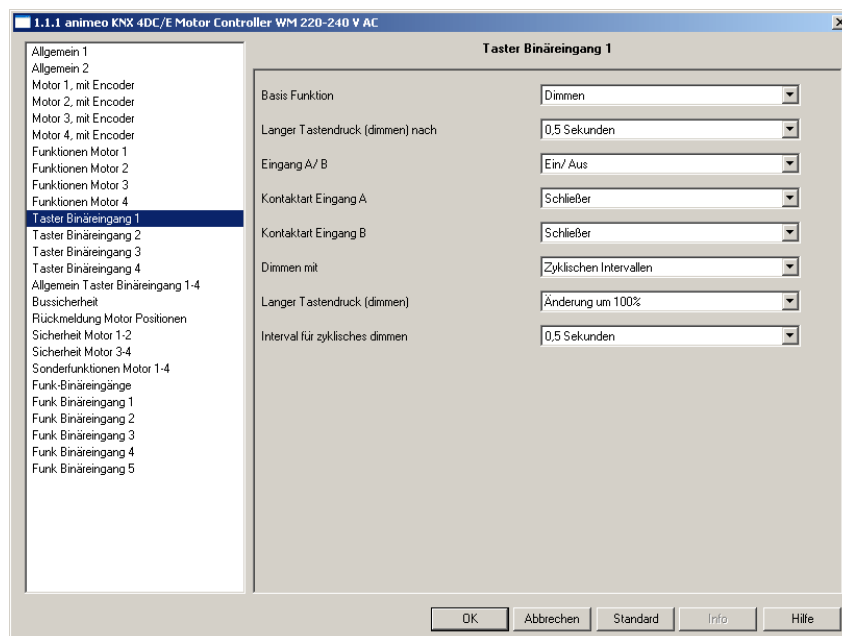 1.1.1 animeo KNX 4DC/E Motor Controller WM 220-240 V AC
Allgemein 1
Allgemein 2
Motor 1, mit Encoder
Motor 2, mit Encoder
Motor 3, mit Encoder
Motor 4, mit Encoder
Funktionen Motor 1
Funktionen Motor 2
Funktionen Motor 3
Funktionen Motor 4
Taster Binäreingang 1
Taster Binäreingang 2
Taster Binäreingang 3
Taster Binäreingang 4
Allgemein Taster Binäreingang 1-4
Bussicherheit
Rückmeldung Motor Positionen
Sicherheit Motor 1-2
Sicherheit Motor 3-4
Sonderfunktionen Motor 1-4
Funk-Binäreingänge
Funk Binäreingang 1
Funk Binäreingang 2
Funk Binäreingang 3
Funk Binäreingang 4
Funk Binäreingang 5
Taster Binäreingang 1
Basis Funktion Dimmen
Langer Tastendruck (dimmen) nach 0,5 Sekunden
Eingang A/ B Ein/ Aus
Kontaktart Eingang A Schließer
Kontaktart Eingang B Schließer
Dimmen mit Zyklischen Intervallen
Langer Tastendruck (dimmen) Änderung um 100%
Interval für zyklisches dimmen 0,5 Sekunden
OK Abbrechen Standard Info Hilfe